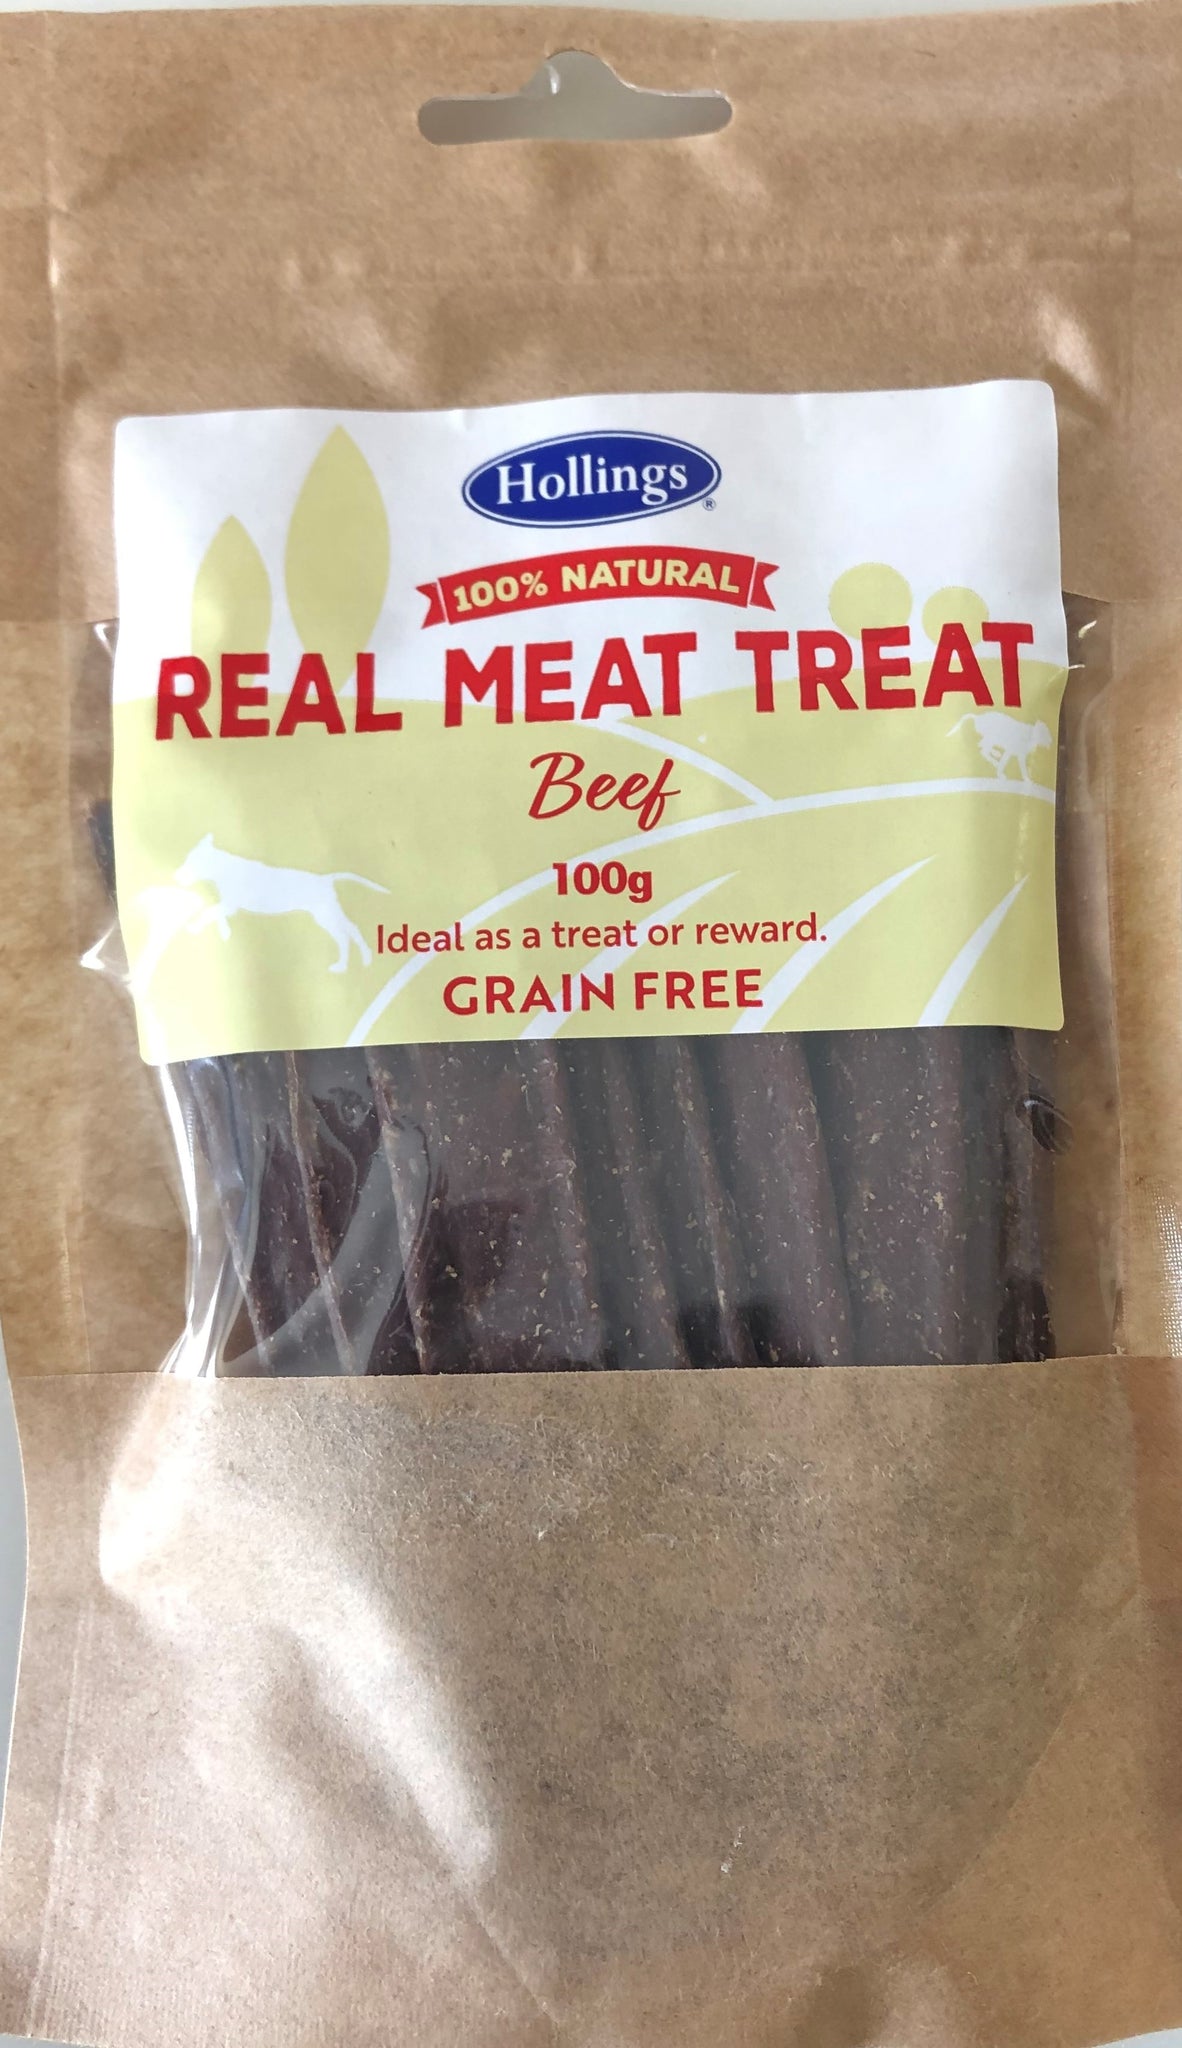 Hollings
®
100% NATURAL
REAL MEAT TREAT
Beef
100g
Ideal as a treat or reward.
GRAIN FREE